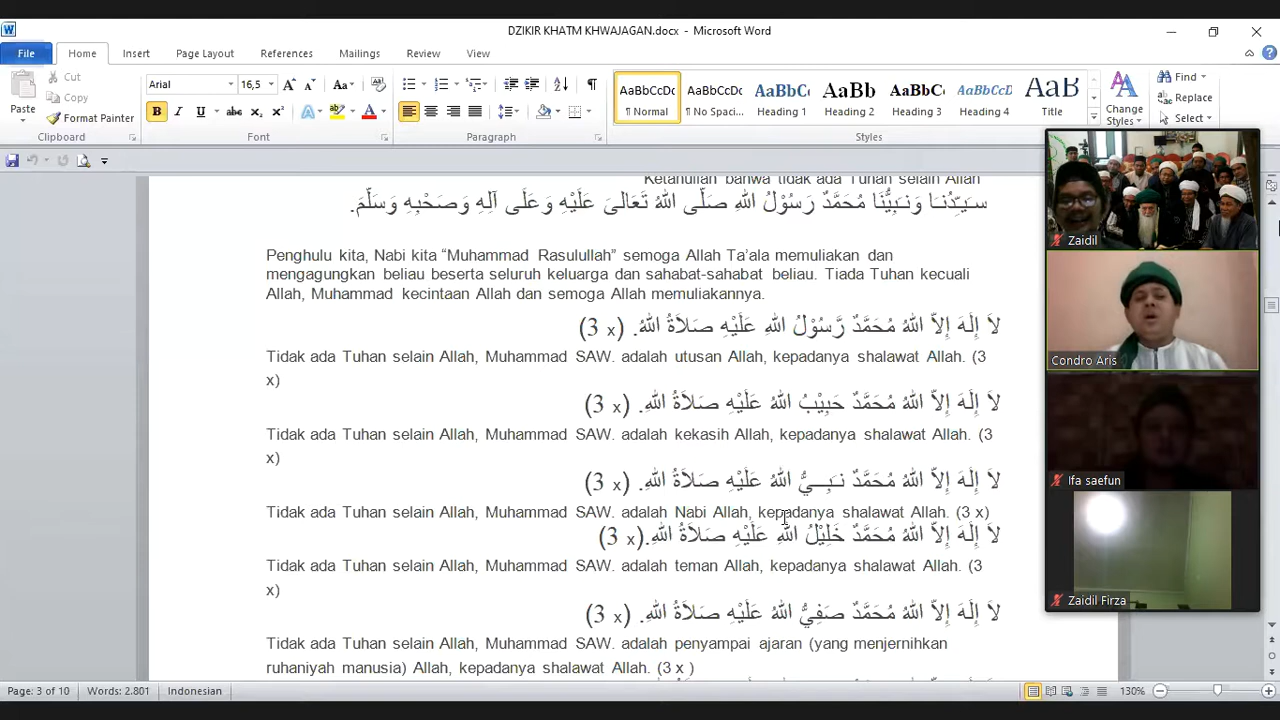 DZIKIR KHATM KHWAJAGAN.docx - Microsoft Word
File Home Insert Page Layout References Mailings Review View
Cut
Copy
Format Painter
Paste
Clipboard
Arial 16,5
Font
Paragraph
AaBbCcDc AaBbCcDc AaBbC AaBb AaBbC AaBbCcD AaB
¶ Normal ¶ No Spaci... Heading 1 Heading 2 Heading 3 Heading 4 Title
Styles
Change Styles
Find
Replace
Select
Ketahuilah bahwa tidak ada Tuhan selain Allah
سَيِّدُنَا وَنَبِيُّنَا مُحَمَّدٌ رَسُوْلُ اللهِ صَلَّى اللهُ تَعَالىَ عَلَيْهِ وَعَلَى آلِهِ وَصَحْبِهِ وَسَلَّمَ.
Penghulu kita, Nabi kita “Muhammad Rasulullah” semoga Allah Ta’ala memuliakan dan
mengagungkan beliau beserta seluruh keluarga dan sahabat-sahabat beliau. Tiada Tuhan kecuali
Allah, Muhammad kecintaan Allah dan semoga Allah memuliakannya.
لاَ إِلَهَ إِلاَّ اللهُ مُحَمَّدٌ رَّسُوْلُ اللهِ عَلَيْهِ صَلاَةُ اللهُ. (3 x)
Tidak ada Tuhan selain Allah, Muhammad SAW. adalah utusan Allah, kepadanya shalawat Allah. (3
x)
لاَ إِلَهَ إِلاَّ اللهُ مُحَمَّدٌ حَبِيْبُ اللهُ عَلَيْهِ صَلاَةُ اللهِ. (3 x)
Tidak ada Tuhan selain Allah, Muhammad SAW. adalah kekasih Allah, kepadanya shalawat Allah. (3
x)
لاَ إِلَهَ إِلاَّ اللهُ مُحَمَّدٌ نَبِـــيُّ اللهُ عَلَيْهِ صَلاَةُ اللهِ. (3 x)
Tidak ada Tuhan selain Allah, Muhammad SAW. adalah Nabi Allah, kepadanya shalawat Allah. (3 x)
لاَ إِلَهَ إِلاَّ اللهُ مُحَمَّدٌ خَلِيْلُ اللهِ عَلَيْهِ صَلاَةُ اللهِ.(3 x)
Tidak ada Tuhan selain Allah, Muhammad SAW. adalah teman Allah, kepadanya shalawat Allah. (3
x)
لاَ إِلَهَ إِلاَّ اللهُ مُحَمَّدٌ صَفِيُّ اللهُ عَلَيْهِ صَلاَةُ اللهِ. (3 x)
Tidak ada Tuhan selain Allah, Muhammad SAW. adalah penyampai ajaran (yang menjernihkan
ruhaniyah manusia) Allah, kepadanya shalawat Allah. (3 x )
Zaidil
Condro Aris
Ifa saefun
Zaidil Firza
Page: 3 of 10 Words: 2.801 Indonesian 130%